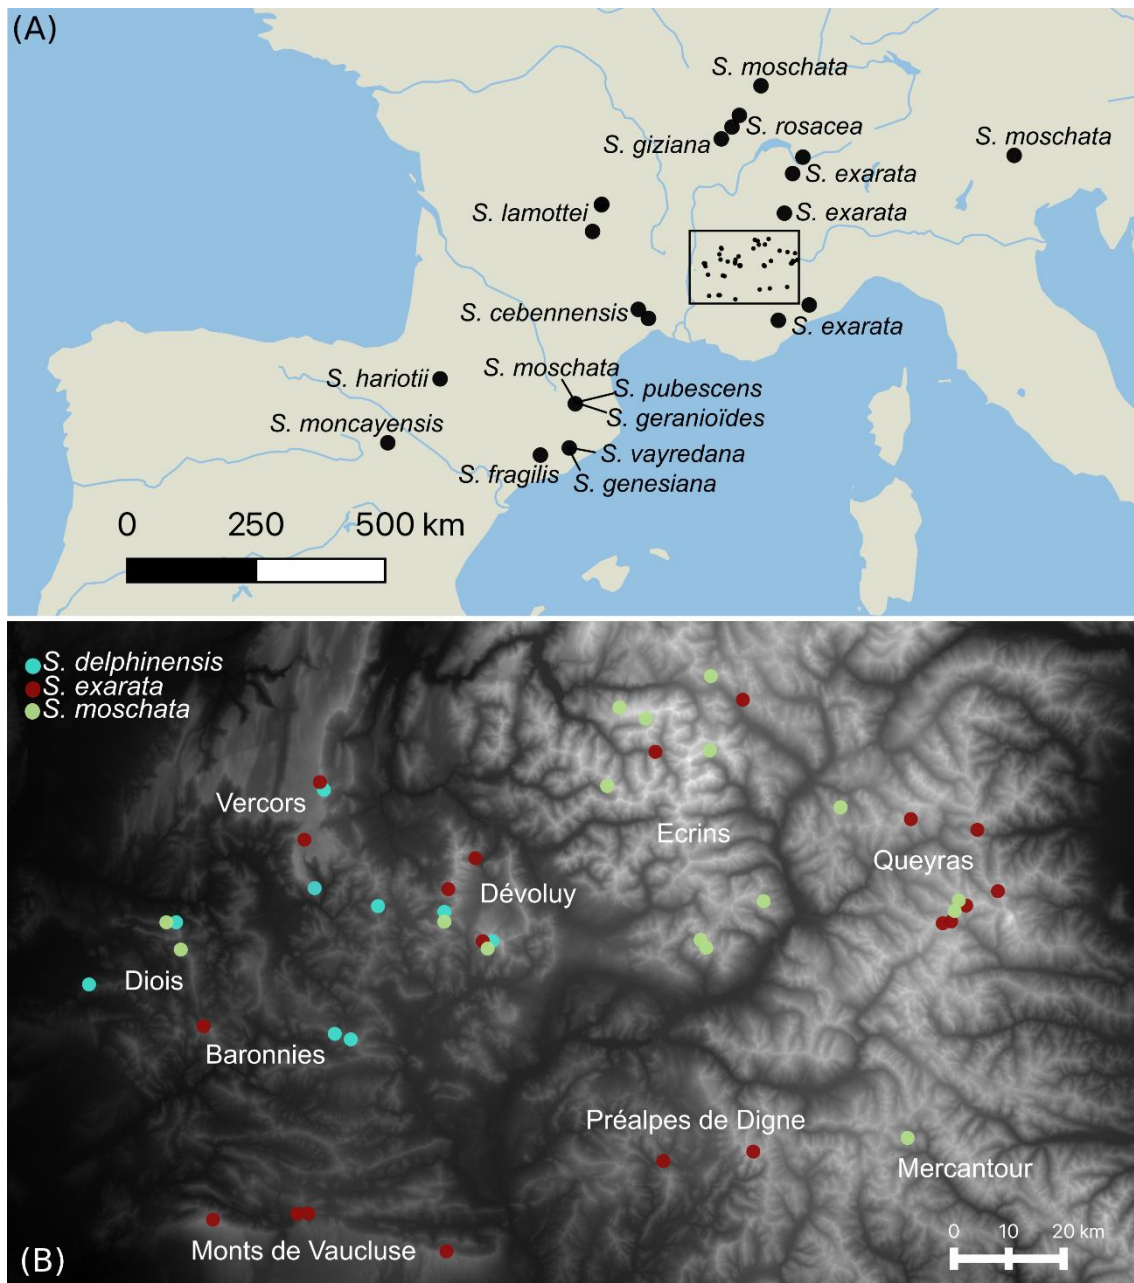 (A)
S. moschata
S. rosacea
S. giziana
S. moschata
S. exarata
S. lamottei
S. exarata
S. cebennensis
S. exarata
S. moschata
S. hariotii
S. pubescens
S. geranioïdes
S. moncayensis
S. vayredana
S. fragilis
S. genesiana
0 250 500 km
S. delphinensis
S. exarata
S. moschata
Vercors
Ecrins
Queyras
Dévoluy
Diois
Baronnies
Préalpes de Digne
Mercantour
Monts de Vaucluse
0 10 20 km
(B)